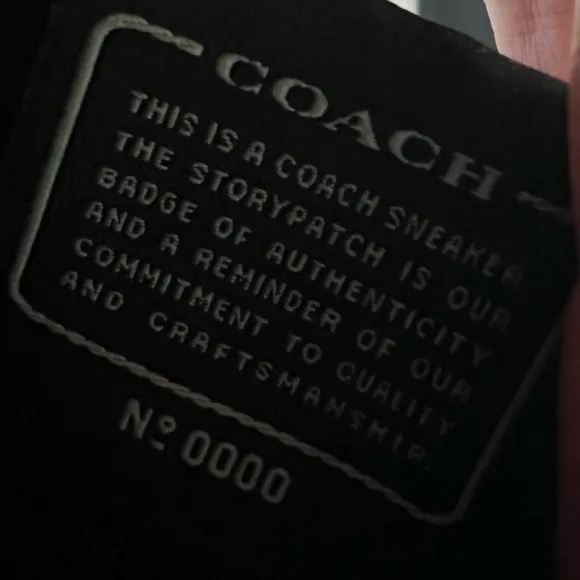 COACH
THIS IS A COACH SNEAKER.
THE STORYPATCH IS OUR
BADGE OF AUTHENTICITY
AND A REMINDER OF OUR
COMMITMENT TO QUALITY
AND CRAFTSMANSHIP.
Nº 0000